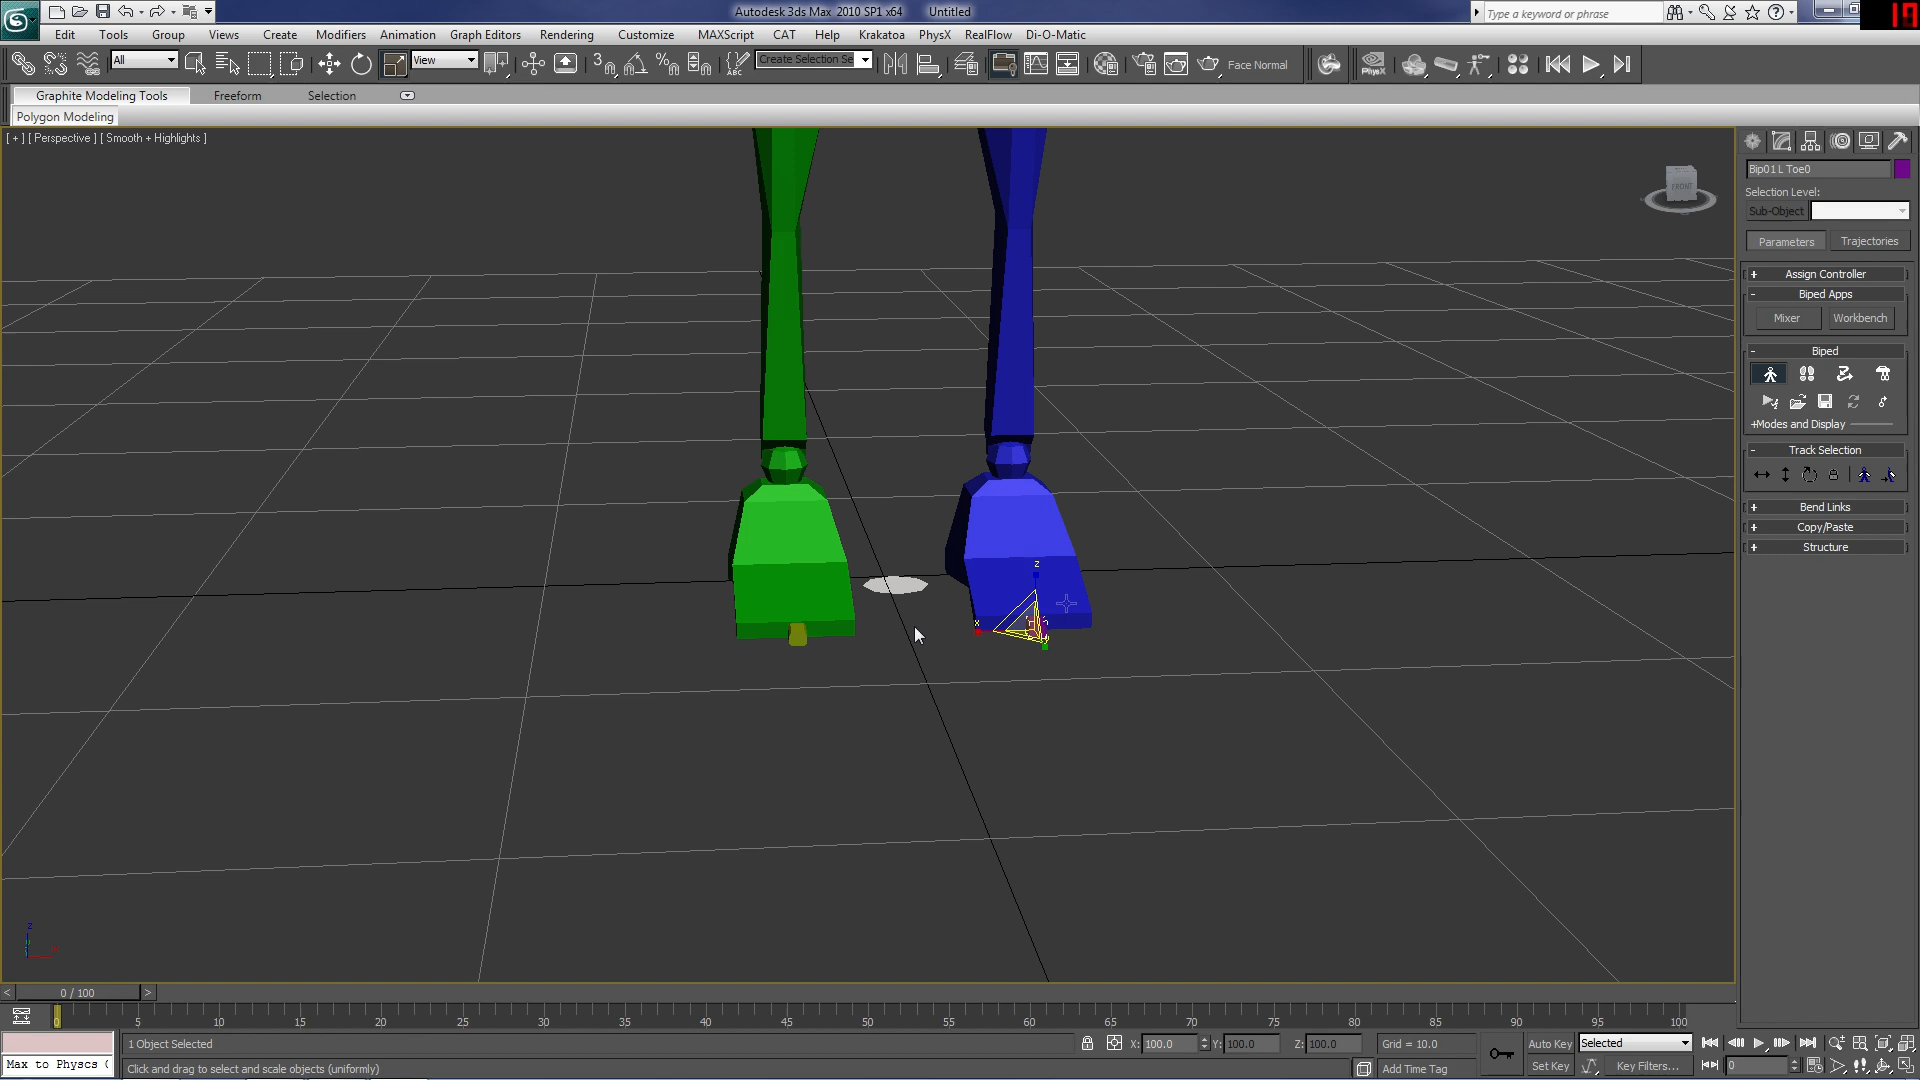 Autodesk 3ds Max 2010 SP1 x64 Untitled
Type a keyword or phrase
Edit Tools Group Views Create Modifiers Animation Graph Editors Rendering Customize MAXScript CAT Help Krakatoa PhysX RealFlow Di-O-Matic
All View Create Selection Se Face Normal
Graphite Modeling Tools Freeform Selection
Polygon Modeling
[ + ] [ Perspective ] [ Smooth + Highlights ]
FRONT
Bip01 L Toe0
Selection Level:
Sub-Object
Parameters Trajectories
+ Assign Controller
- Biped Apps
Mixer Workbench
- Biped
+Modes and Display
- Track Selection
+ Bend Links
+ Copy/Paste
+ Structure
z
x
z
x
< 0 / 100 >
0 5 10 15 20 25 30 35 40 45 50 55 60 65 70 75 80 85 90 95 100
1 Object Selected X: 100.0 Y: 100.0 Z: 100.0 Grid = 10.0 Auto Key Selected
Max to Physcs (
Click and drag to select and scale objects (uniformly) Add Time Tag Set Key Key Filters... 0